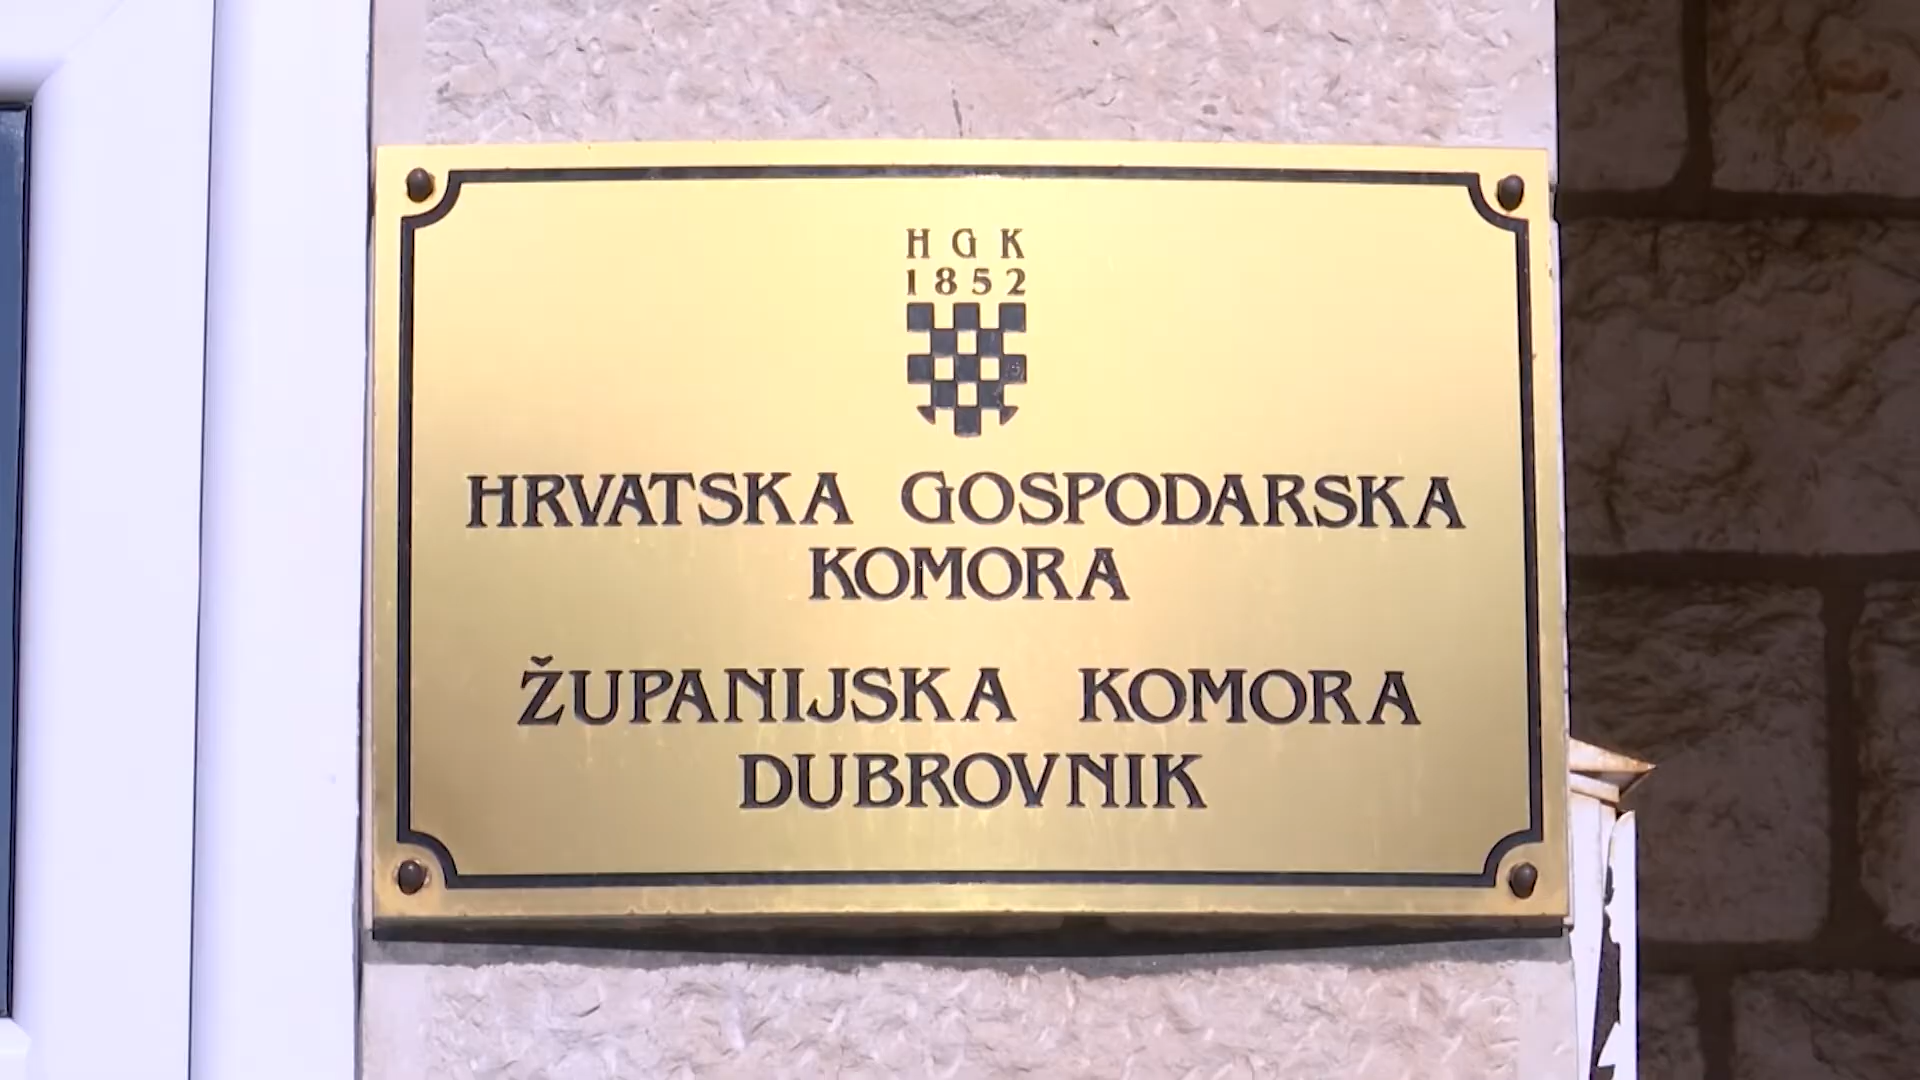 H G K
1852
HRVATSKA GOSPODARSKA
KOMORA
ŽUPANIJSKA KOMORA
DUBROVNIK